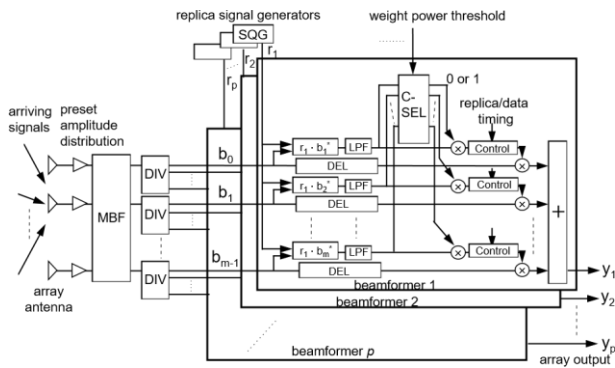 replica signal generators
weight power threshold
SQG
r1
r2
rp
0 or 1
C-
SEL
replica/data
timing
arriving
signals
preset
amplitude
distribution
MBF
DIV
DIV
DIV
b0
b1
bm-1
r1 · b1*
LPF
DEL
r1 · b2*
LPF
DEL
r1 · bm*
LPF
DEL
×
Control
×
×
Control
×
×
Control
×
+
array
antenna
beamformer 1
beamformer 2
beamformer p
y1
y2
yp
array output